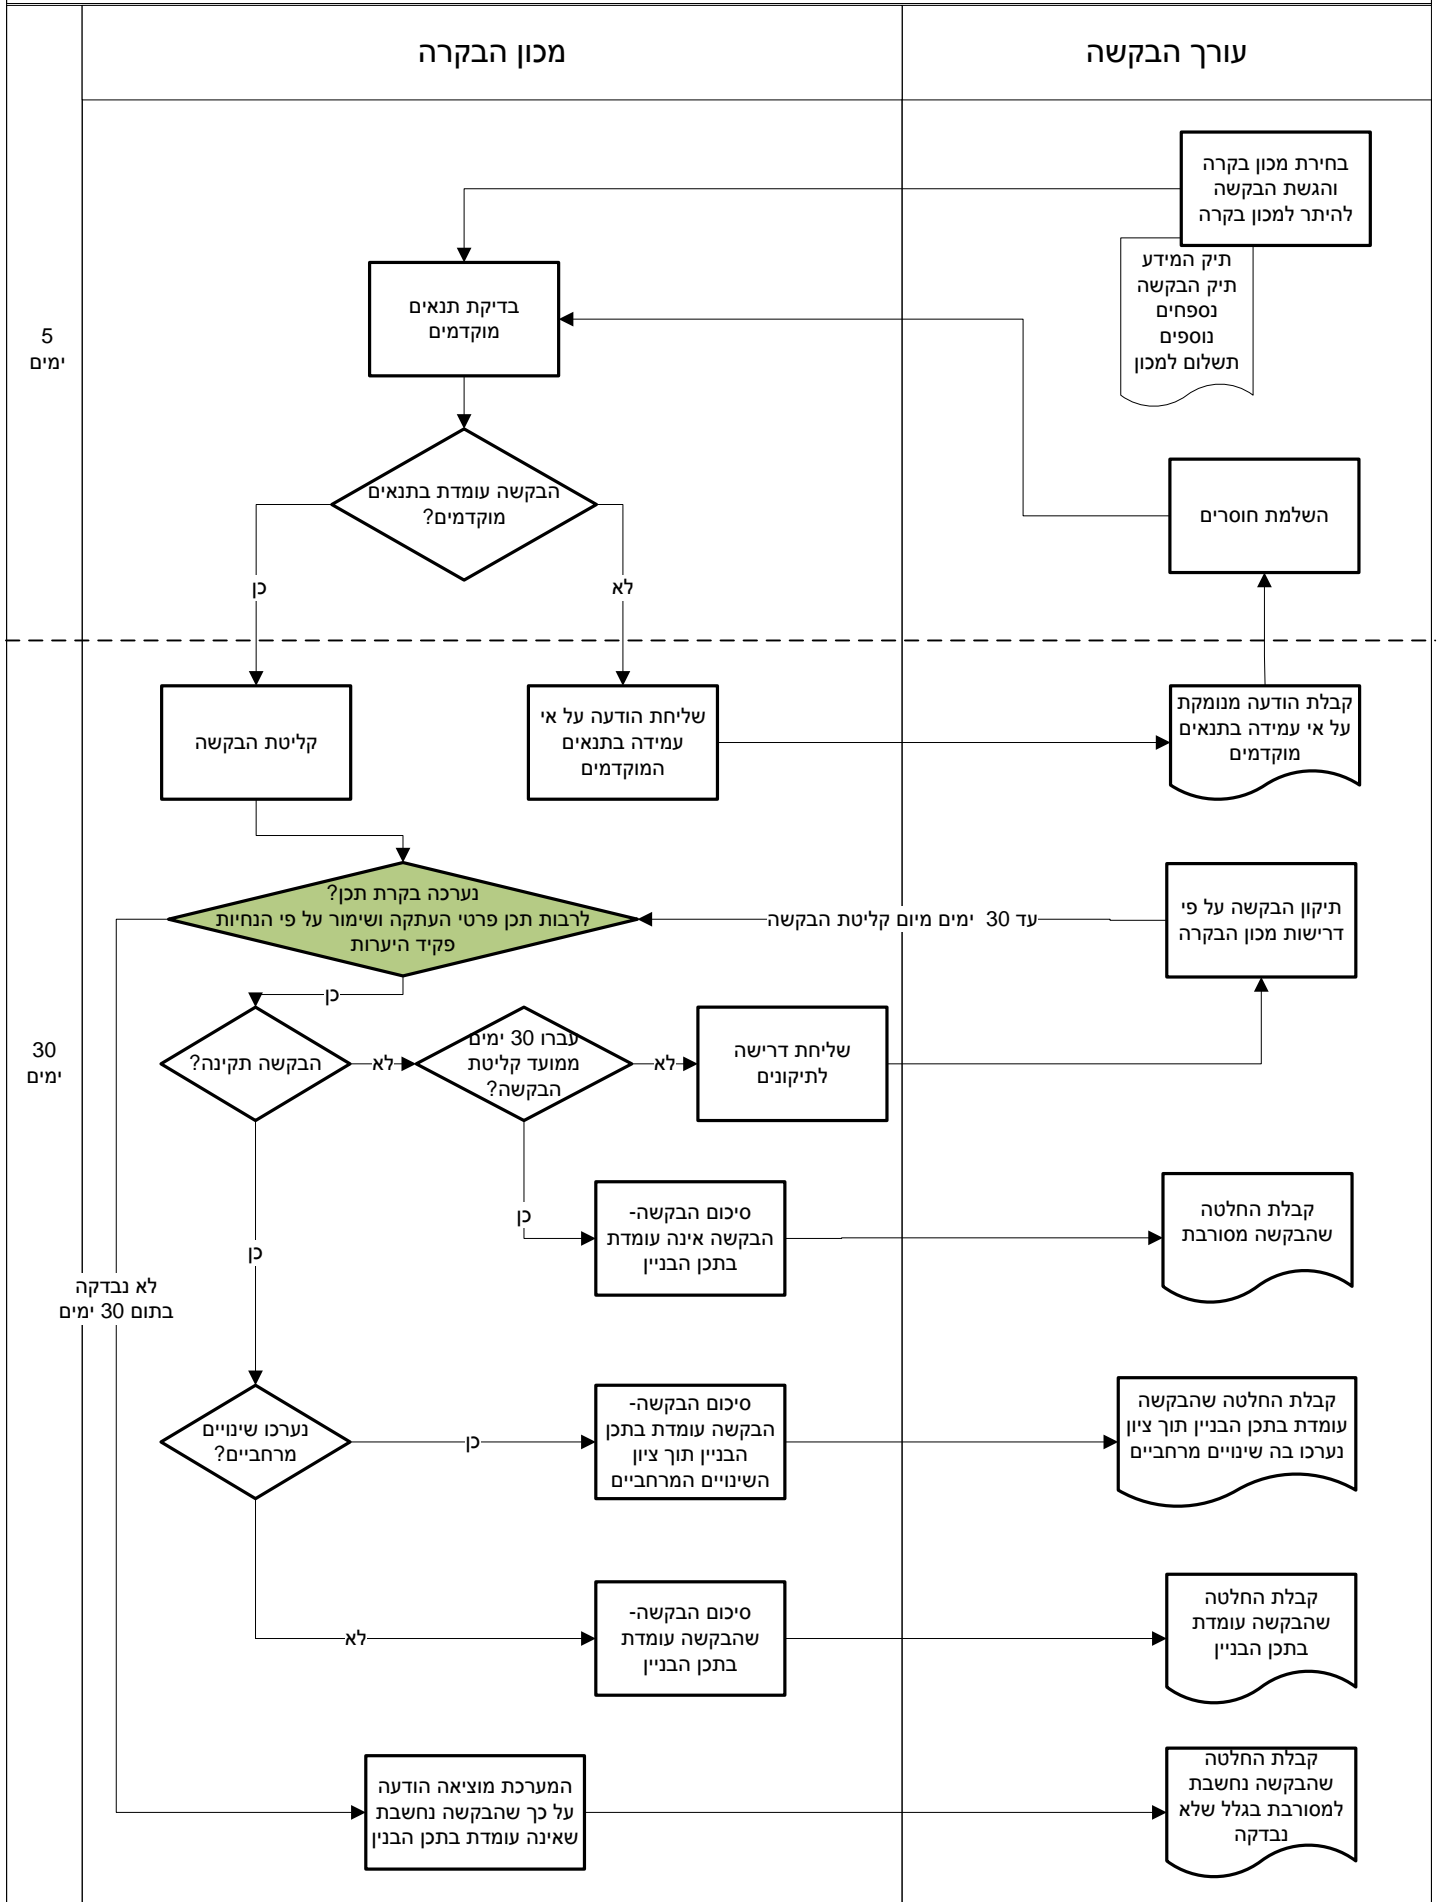 עורך הבקשה
מכון הבקרה
בחירת מכון בקרה
והגשת הבקשה
להיתר למכון בקרה
תיק המידע
תיק הבקשה
נספחים
נוספים
תשלום למכון
בדיקת תנאים
מוקדמים
5
ימים
הבקשה עומדת בתנאים
מוקדמים?
השלמת חוסרים
כן
לא
קבלת הודעה מנומקת
על אי עמידה בתנאים
מוקדמים
שליחת הודעה על אי
עמידה בתנאים
המוקדמים
קליטת הבקשה
נערכה בקרת תכן?
לרבות תכן פרטי העתקה ושימור על פי הנחיות
פקיד היערות
עד 30 ימים מיום קליטת הבקשה
תיקון הבקשה על פי
דרישות מכון הבקרה
כן
30
ימים
הבקשה תקינה?
לא
עברו 30 ימים
ממועד קליטת
הבקשה?
לא
שליחת דרישה
לתיקונים
כן
כן
סיכום הבקשה-
הבקשה אינה עומדת
בתכן הבניין
קבלת החלטה
שהבקשה מסורבת
לא נבדקה
בתום 30 ימים
נערכו שינויים
מרחביים?
כן
סיכום הבקשה-
הבקשה עומדת בתכן
הבניין תוך ציון
השינויים המרחביים
קבלת החלטה שהבקשה
עומדת בתכן הבניין תוך ציון
נערכו בה שינויים מרחביים
לא
סיכום הבקשה-
שהבקשה עומדת
בתכן הבניין
קבלת החלטה
שהבקשה עומדת
בתכן הבניין
המערכת מוציאה הודעה
על כך שהבקשה נחשבת
שאינה עומדת בתכן הבנין
קבלת החלטה
שהבקשה נחשבת
למסורבת בגלל שלא
נבדקה